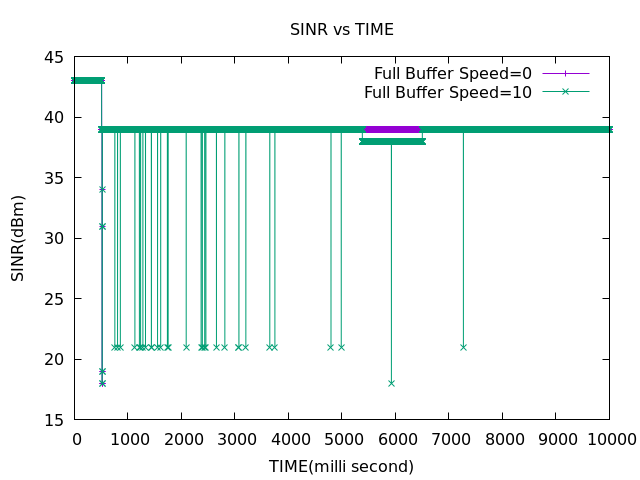 SINR vs TIME
Full Buffer Speed=0
Full Buffer Speed=10
SINR(dBm)
45
40
35
30
25
20
15
0 1000 2000 3000 4000 5000 6000 7000 8000 9000 10000
TIME(milli second)